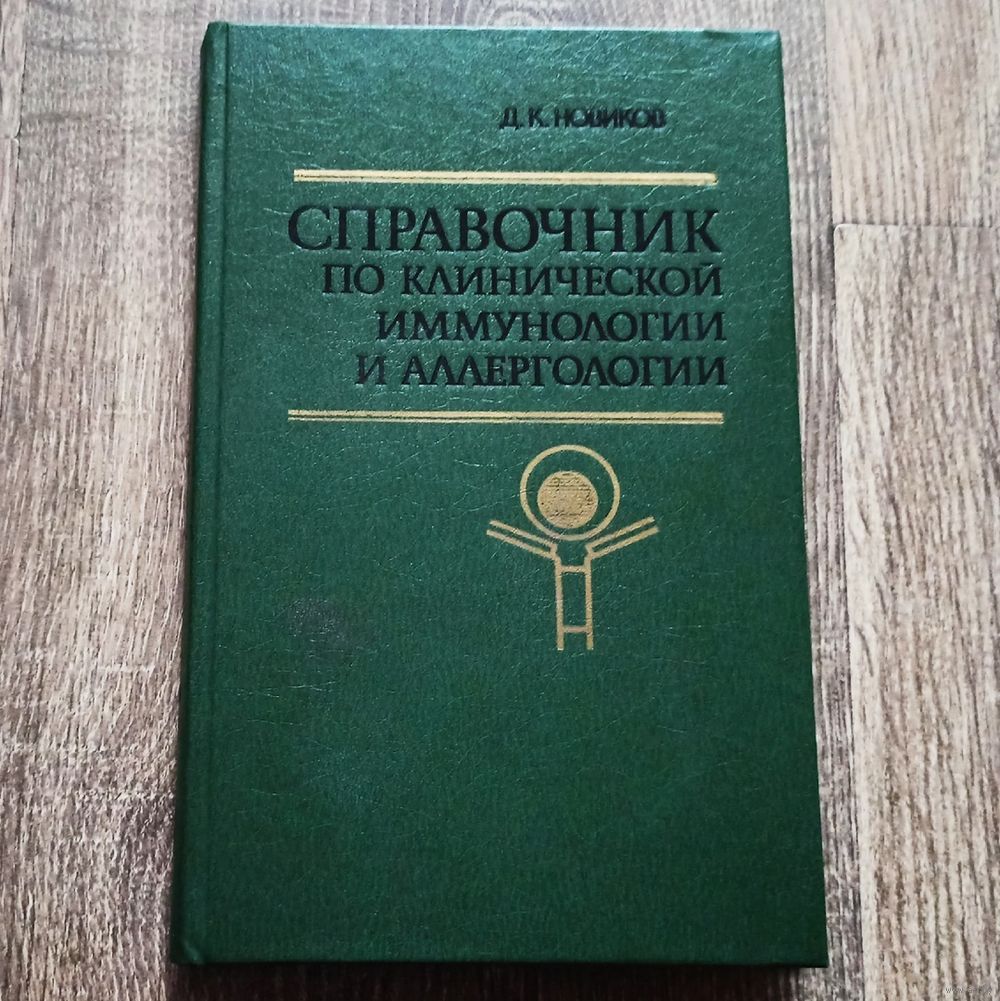 Д. К. НОВИКОВ
СПРАВОЧНИК
ПО КЛИНИЧЕСКОЙ
ИММУНОЛОГИИ
И АЛЛЕРГОЛОГИИ